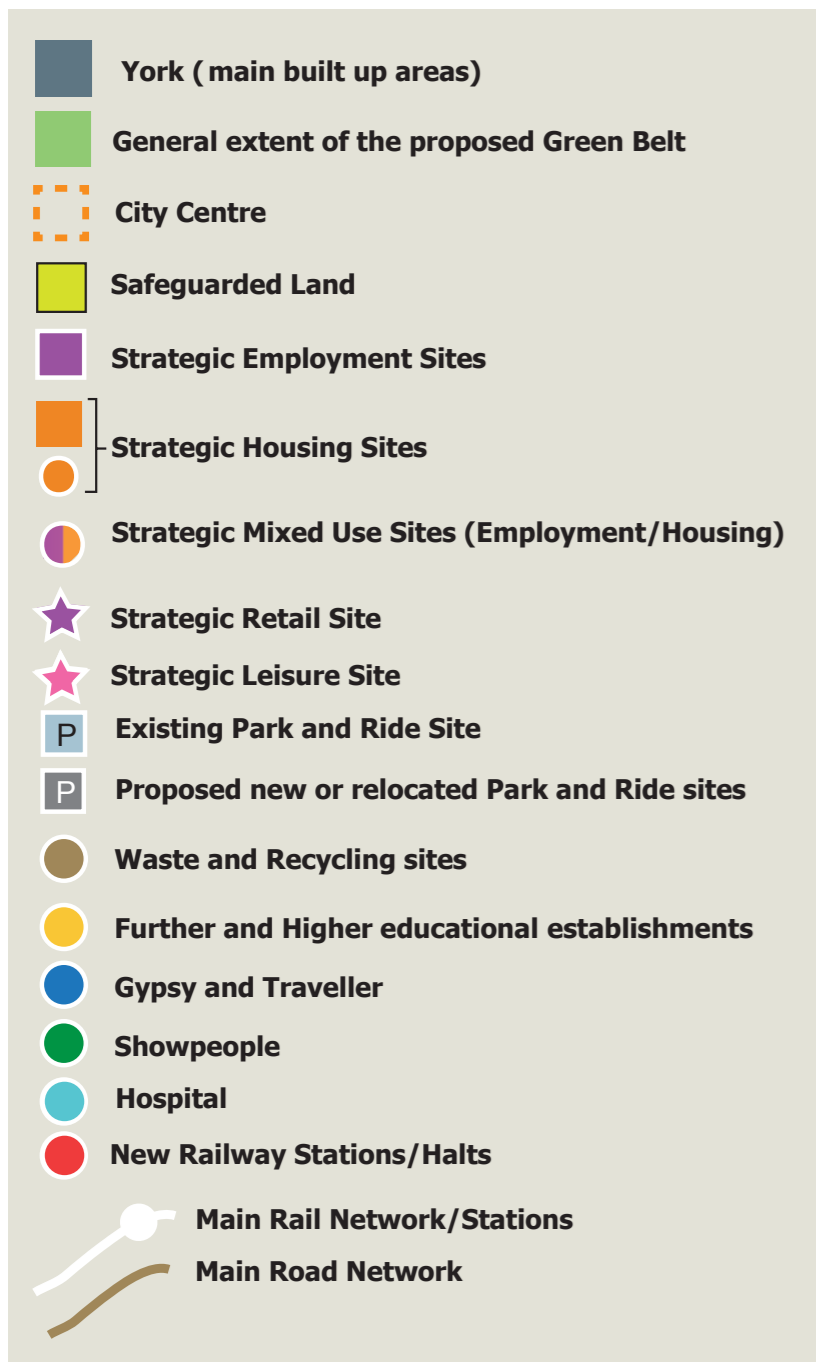 York (main built up areas)
General extent of the proposed Green Belt
City Centre
Safeguarded Land
Strategic Employment Sites
Strategic Housing Sites
Strategic Mixed Use Sites (Employment/Housing)
Strategic Retail Site
Strategic Leisure Site
P Existing Park and Ride Site
P Proposed new or relocated Park and Ride sites
Waste and Recycling sites
Further and Higher educational establishments
Gypsy and Traveller
Showpeople
Hospital
New Railway Stations/Halts
Main Rail Network/Stations
Main Road Network